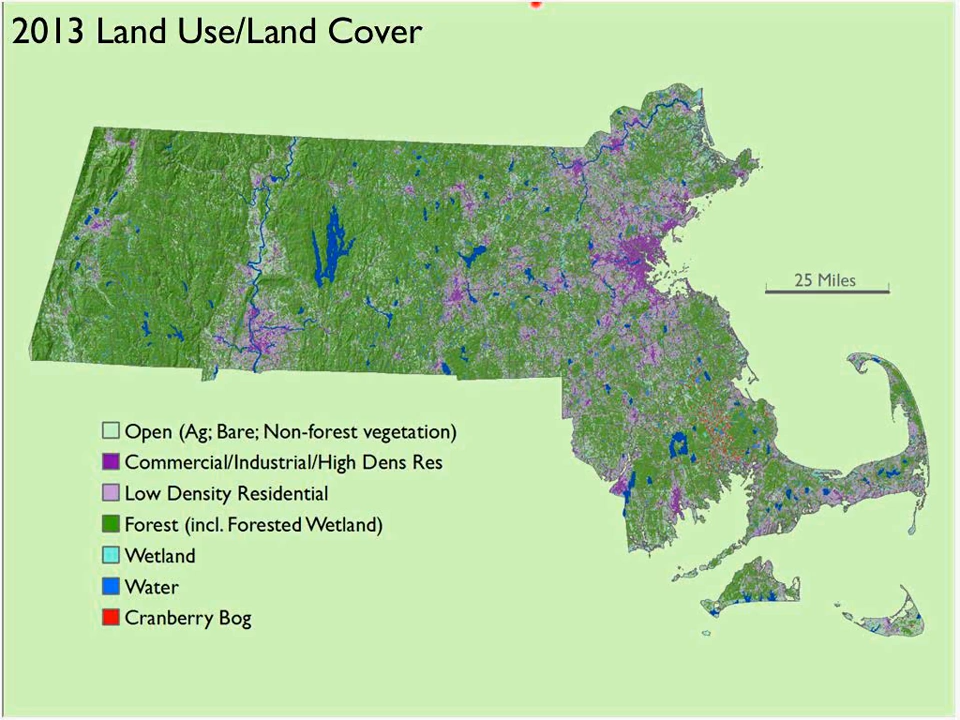 2013 Land Use/Land Cover
25 Miles
Open (Ag; Bare; Non-forest vegetation)
Commercial/Industrial/High Dens Res
Low Density Residential
Forest (incl. Forested Wetland)
Wetland
Water
Cranberry Bog